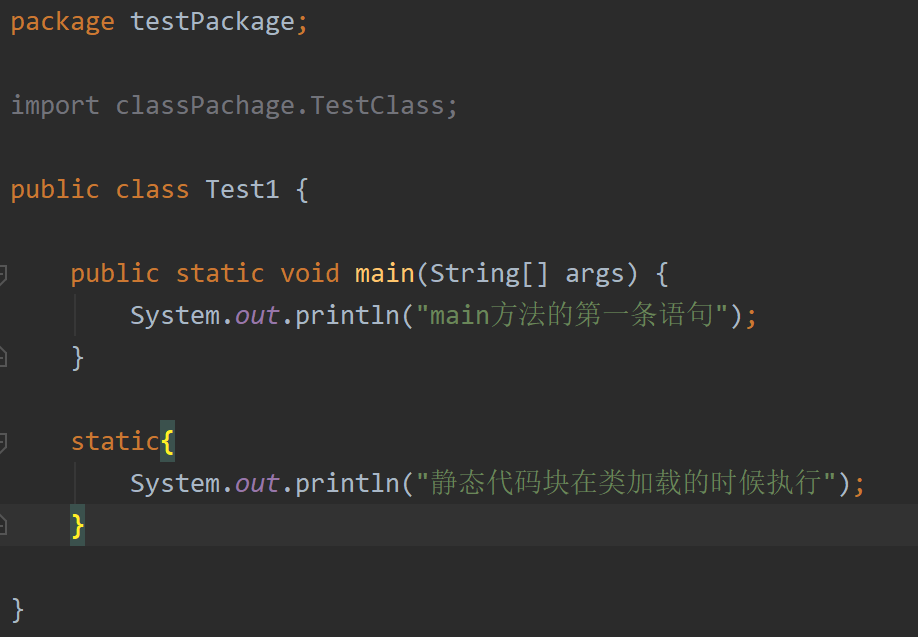 package testPackage;
import classPachage.TestClass;
public class Test1 {
public static void main(String[] args) {
System.out.println("main方法的第一条语句");
}
static{
System.out.println("静态代码块在类加载的时候执行");
}
}